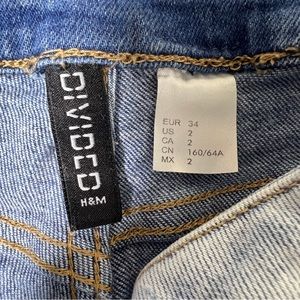 DIVIDED
H&M
EUR 34
US 2
CA 2
CN 160/64A
MX 2